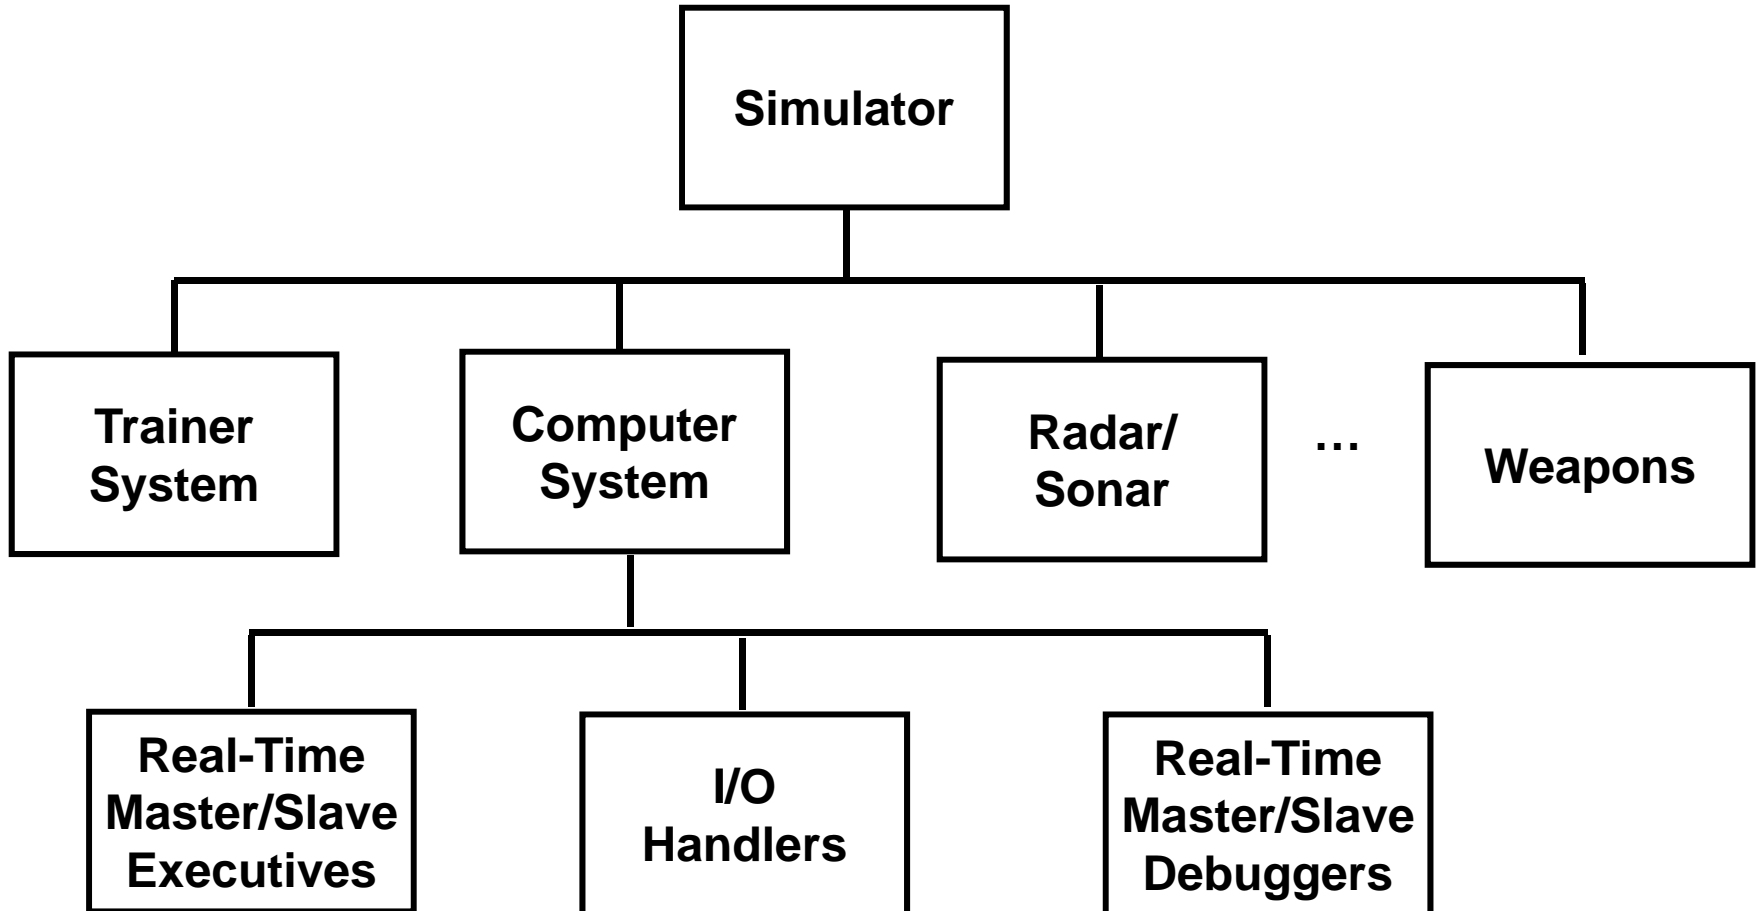 Simulator
Trainer
System
Computer
System
Radar/
Sonar
...
Weapons
Real-Time
Master/Slave
Executives
I/O
Handlers
Real-Time
Master/Slave
Debuggers